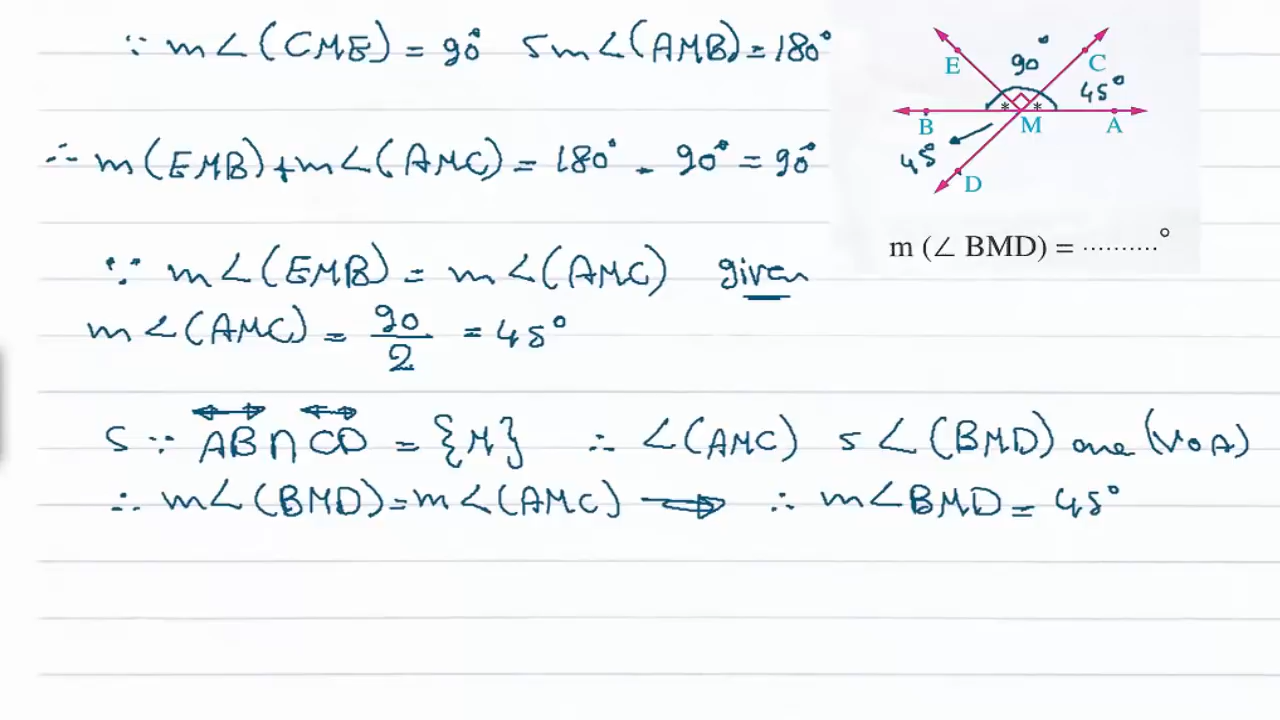 ∵ m∠(CME) = 90° , m∠(AMB) = 180°
∴ m(EMB) + m∠(AMC) = 180° - 90° = 90°
∵ m∠(EMB) = m∠(AMC) given
m∠(AMC) = 90/2 = 45°
, ∵ AB ∩ CD = {M} ∴ ∠(AMC) , ∠(BMD) are (V.O.A)
∴ m∠(BMD) = m∠(AMC) → ∴ m∠BMD = 45°
E 90° C
45°
* *
B M A
45°
D
m (∠ BMD) = ..........°